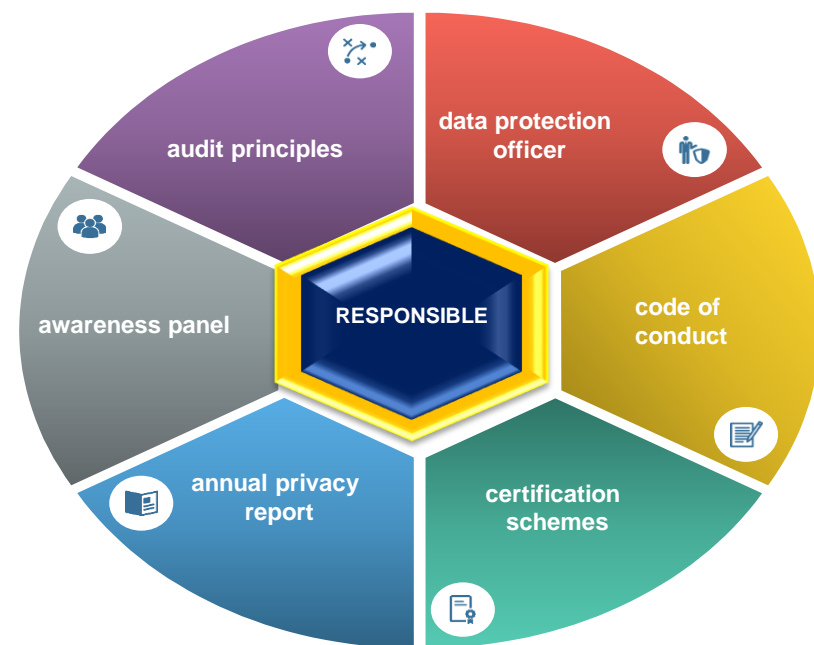 audit principles
data protection
officer
awareness panel
RESPONSIBLE
code of
conduct
annual privacy
report
certification
schemes